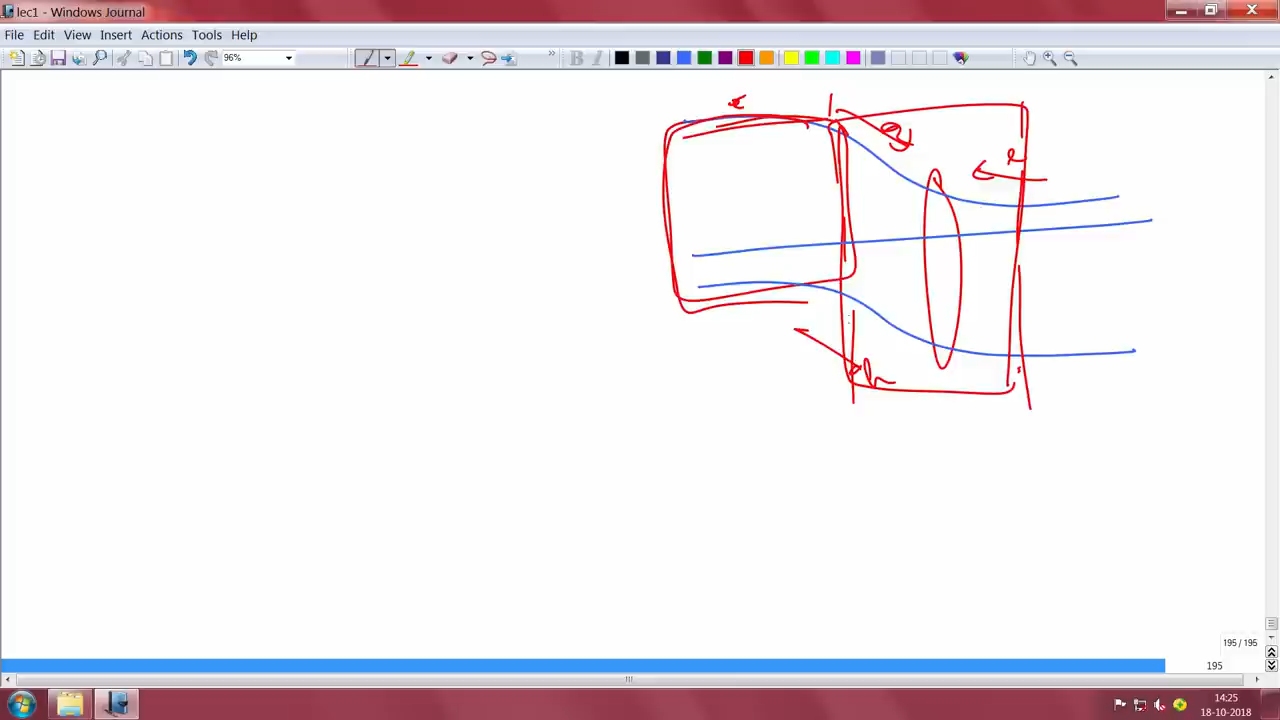 lec1 - Windows Journal
File Edit View Insert Actions Tools Help
96%
B I
195 / 195
195
14:25
18-10-2018